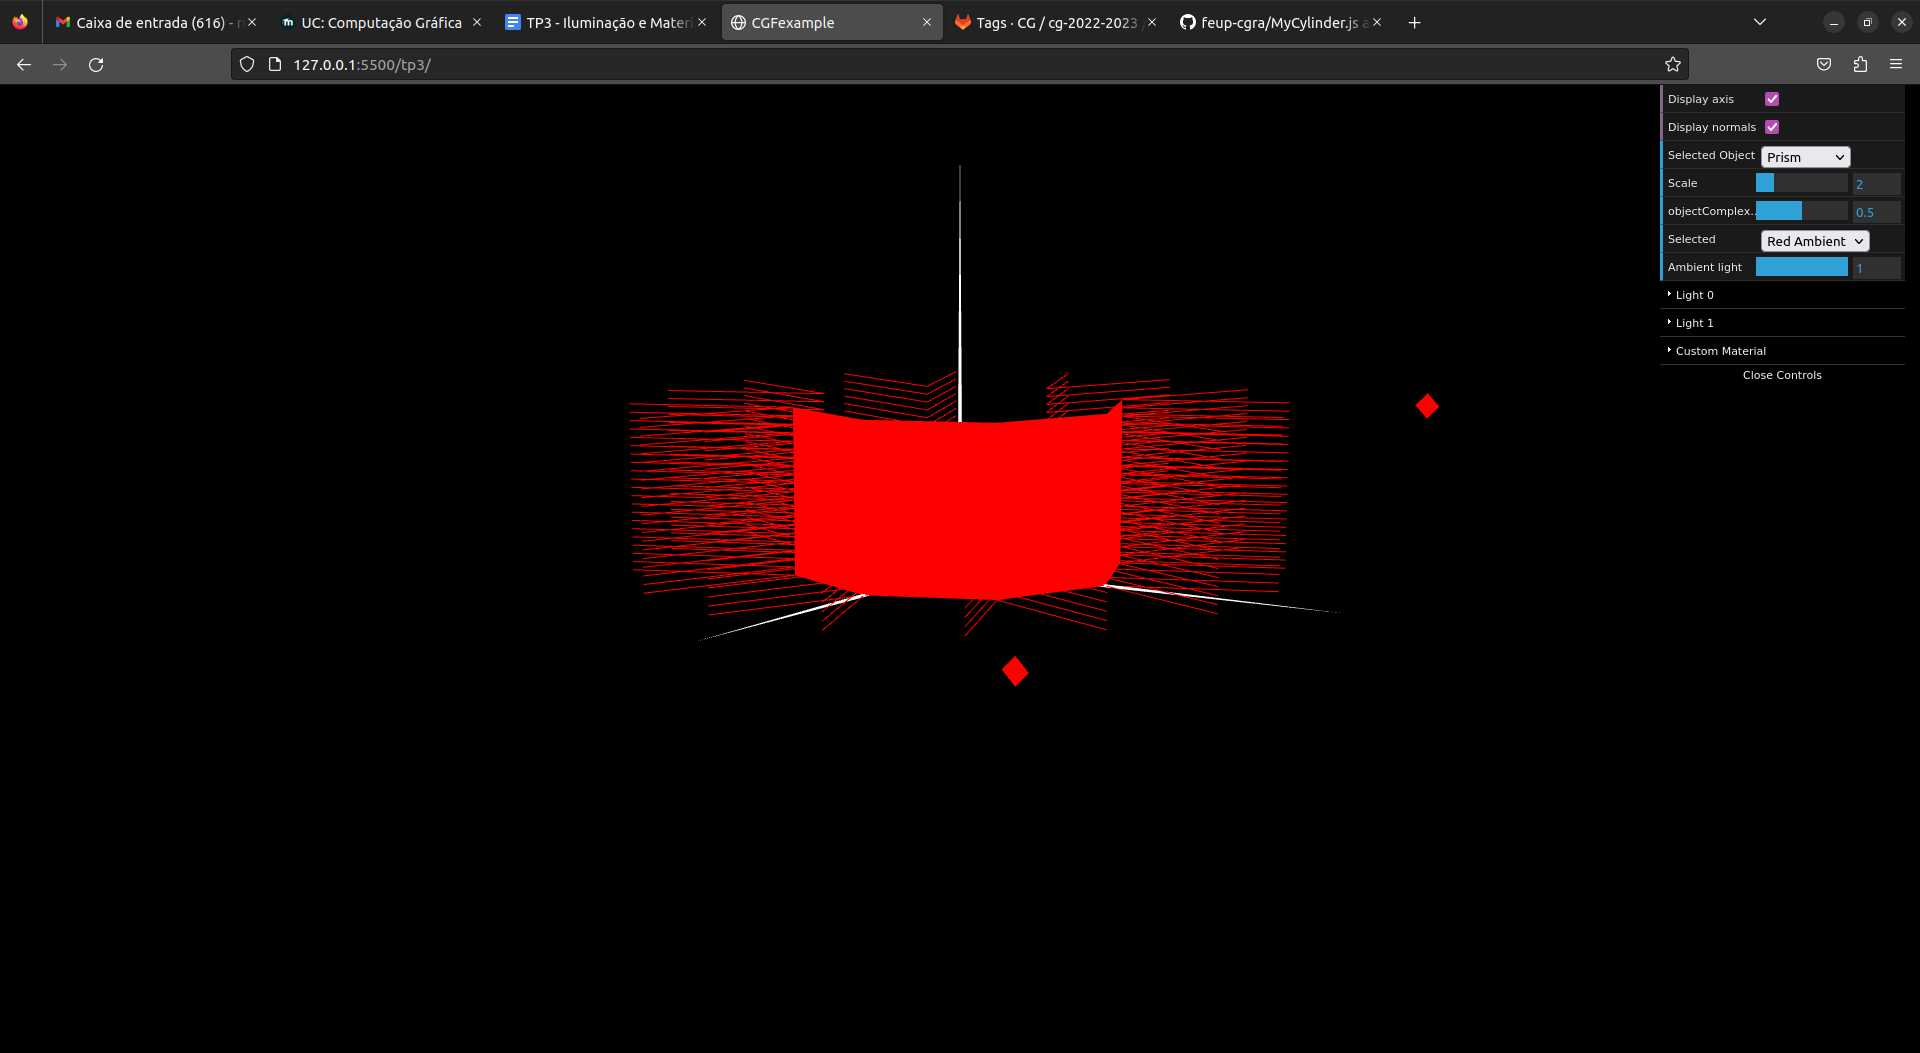 Caixa de entrada (616) - r
UC: Computação Gráfica
TP3 - Iluminação e Materi
CGFexample
Tags · CG / cg-2022-2023 /
feup-cgra/MyCylinder.js a
127.0.0.1:5500/tp3/
Display axis
Display normals
Selected Object Prism
Scale 2
objectComplex.. 0.5
Selected Red Ambient
Ambient light 1
Light 0
Light 1
Custom Material
Close Controls